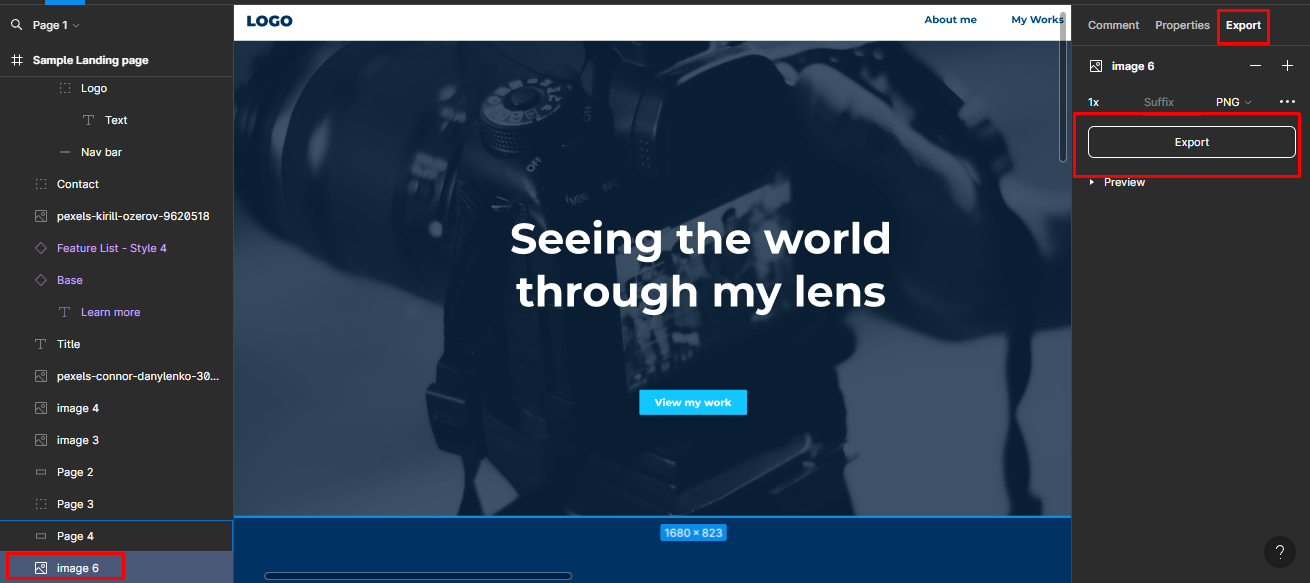 Page 1
Sample Landing page
Logo
Text
Nav bar
Contact
pexels-kirill-ozerov-9620518
Feature List - Style 4
Base
Learn more
Title
pexels-connor-danylenko-30...
image 4
image 3
Page 2
Page 3
Page 4
image 6
LOGO
About me
My Works
Off
MENU
INFO
Seeing the world
through my lens
View my work
1680 × 823
Comment
Properties
Export
image 6
1x
Suffix
PNG
Export
Preview
?